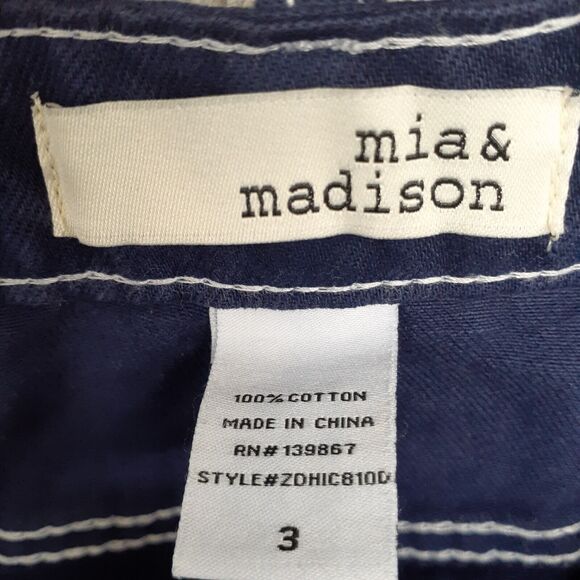 mia &
madison
100% COTTON
MADE IN CHINA
RN# 139867
STYLE#ZDHIC810D
3